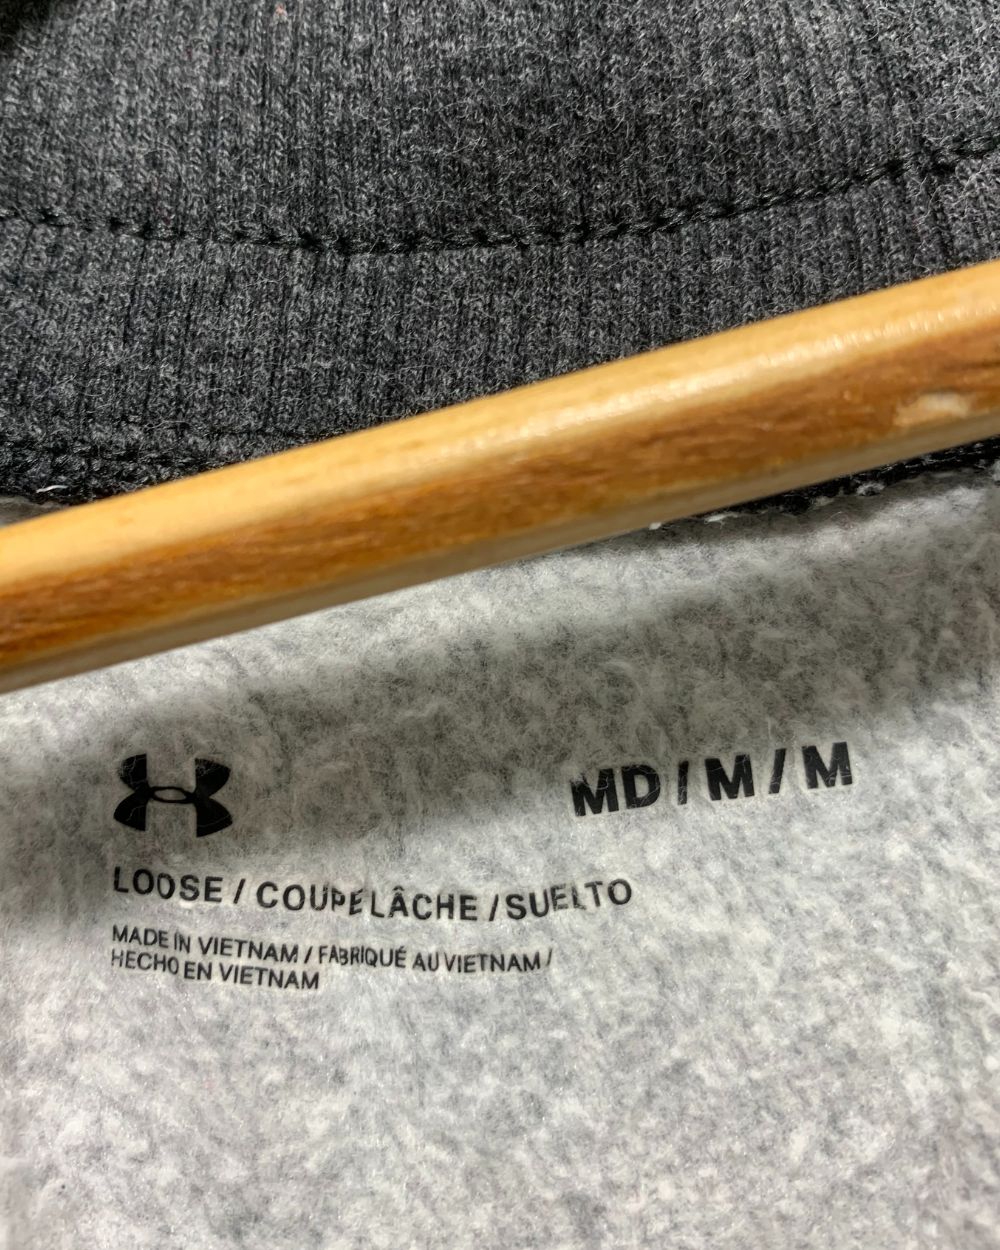 MD / M / M
LOOSE / COUPE LÂCHE / SUELTO
MADE IN VIETNAM / FABRIQUÉ AU VIETNAM /
HECHO EN VIETNAM